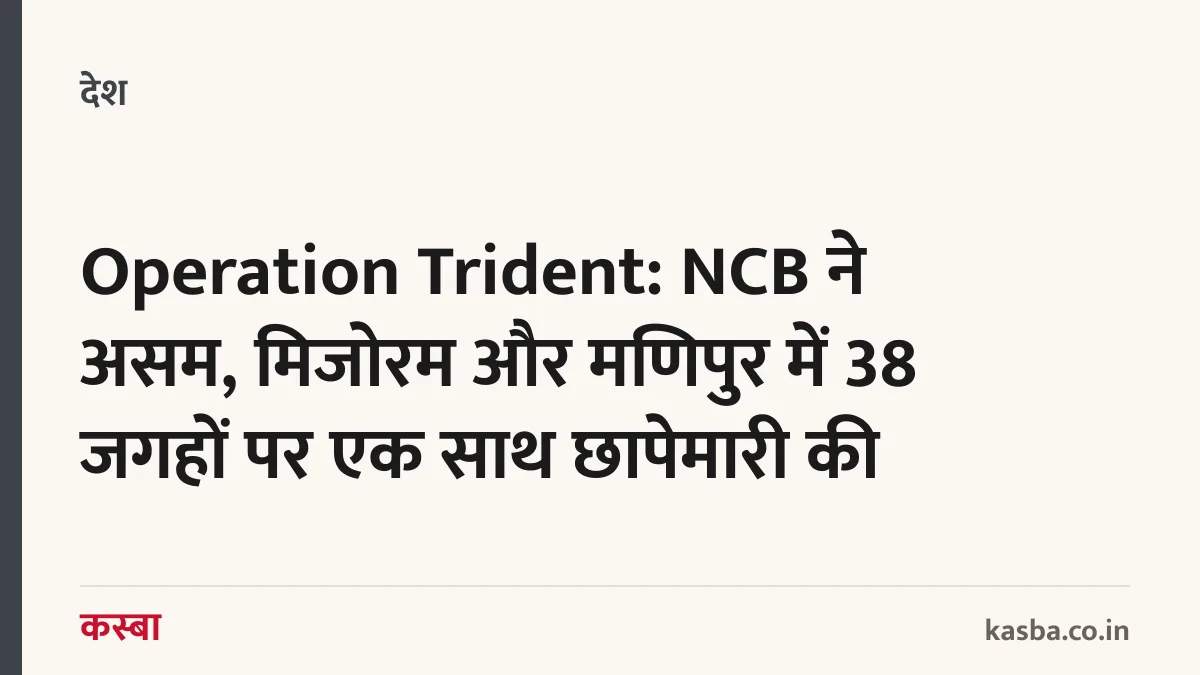 देश
Operation Trident: NCB ने
असम, मिजोरम और मणिपुर में 38
जगहों पर एक साथ छापेमारी की
कस्बा
kasba.co.in